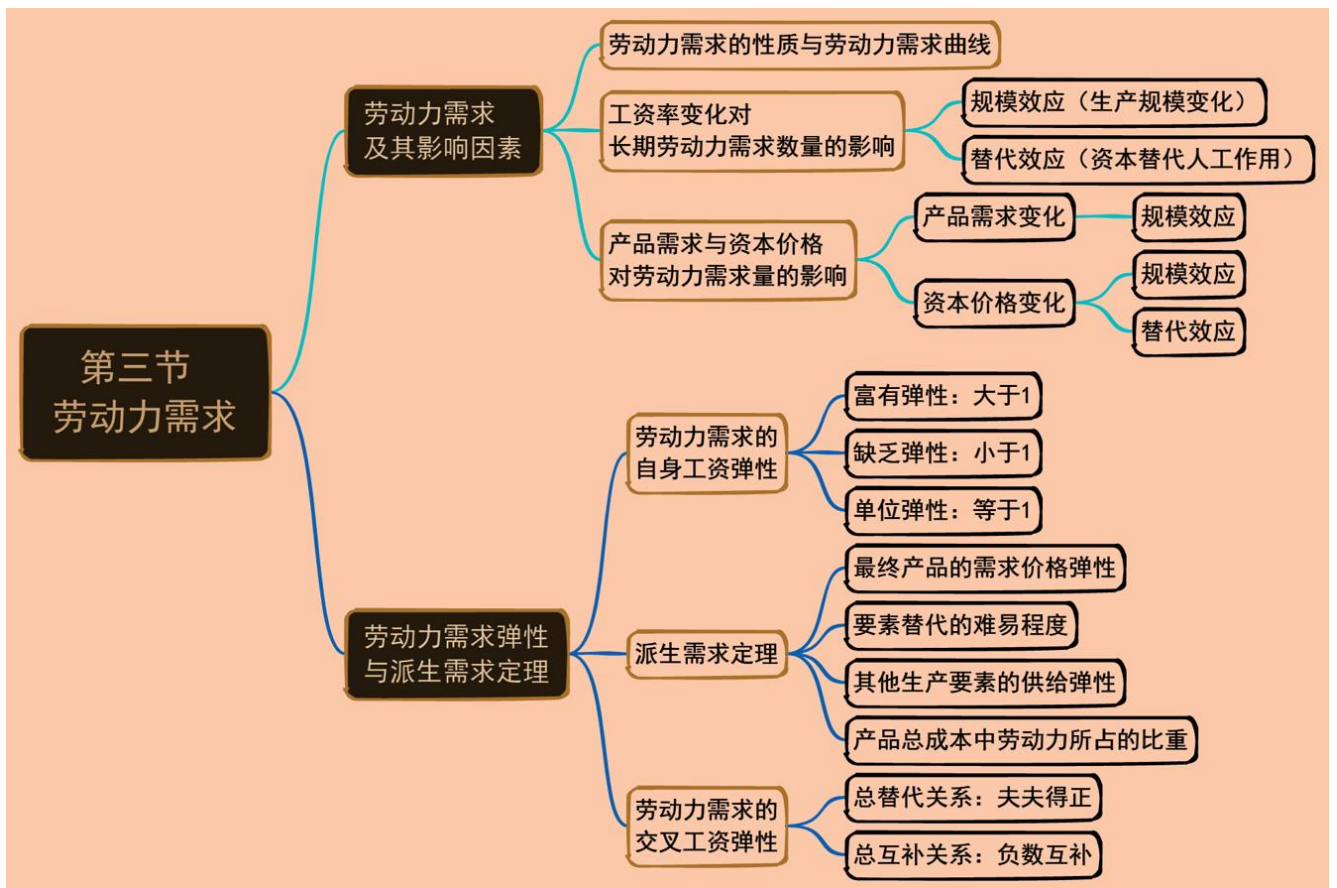 第三节
劳动力需求
劳动力需求
及其影响因素
劳动力需求的性质与劳动力需求曲线
工资率变化对
长期劳动力需求数量的影响
规模效应（生产规模变化）
替代效应（资本替代人工作用）
产品需求与资本价格
对劳动力需求量的影响
产品需求变化
规模效应
资本价格变化
规模效应
替代效应
劳动力需求弹性
与派生需求定理
劳动力需求的
自身工资弹性
富有弹性：大于1
缺乏弹性：小于1
单位弹性：等于1
派生需求定理
最终产品的需求价格弹性
要素替代的难易程度
其他生产要素的供给弹性
产品总成本中劳动力所占的比重
劳动力需求的
交叉工资弹性
总替代关系：夫夫得正
总互补关系：负数互补